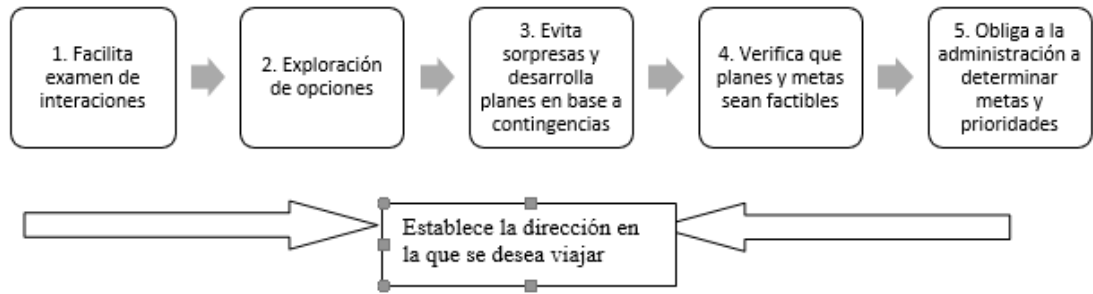 1. Facilita
examen de
interaciones
2. Exploración
de opciones
3. Evita
sorpresas y
desarrolla
planes en base a
contingencias
4. Verifica que
planes y metas
sean factibles
5. Obliga a la
administración a
determinar
metas y
prioridades
Establece la dirección en
la que se desea viajar